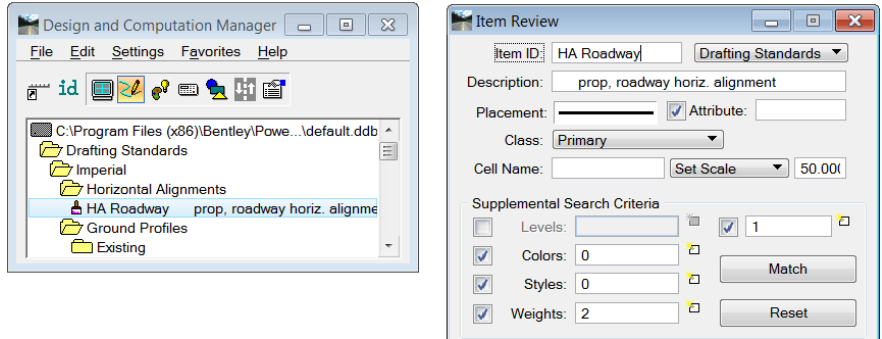 Design and Computation Manager
File Edit Settings Favorites Help
id
C:\Program Files (x86)\Bentley\Powe...\default.ddb
Drafting Standards
Imperial
Horizontal Alignments
HA Roadway prop, roadway horiz. alignme
Ground Profiles
Existing
Item Review
Item ID: HA Roadway Drafting Standards
Description: prop, roadway horiz. alignment
Placement: Attribute:
Class: Primary
Cell Name: Set Scale 50.00(
Supplemental Search Criteria
Levels: 1
Colors: 0
Match
Styles: 0
Weights: 2 Reset